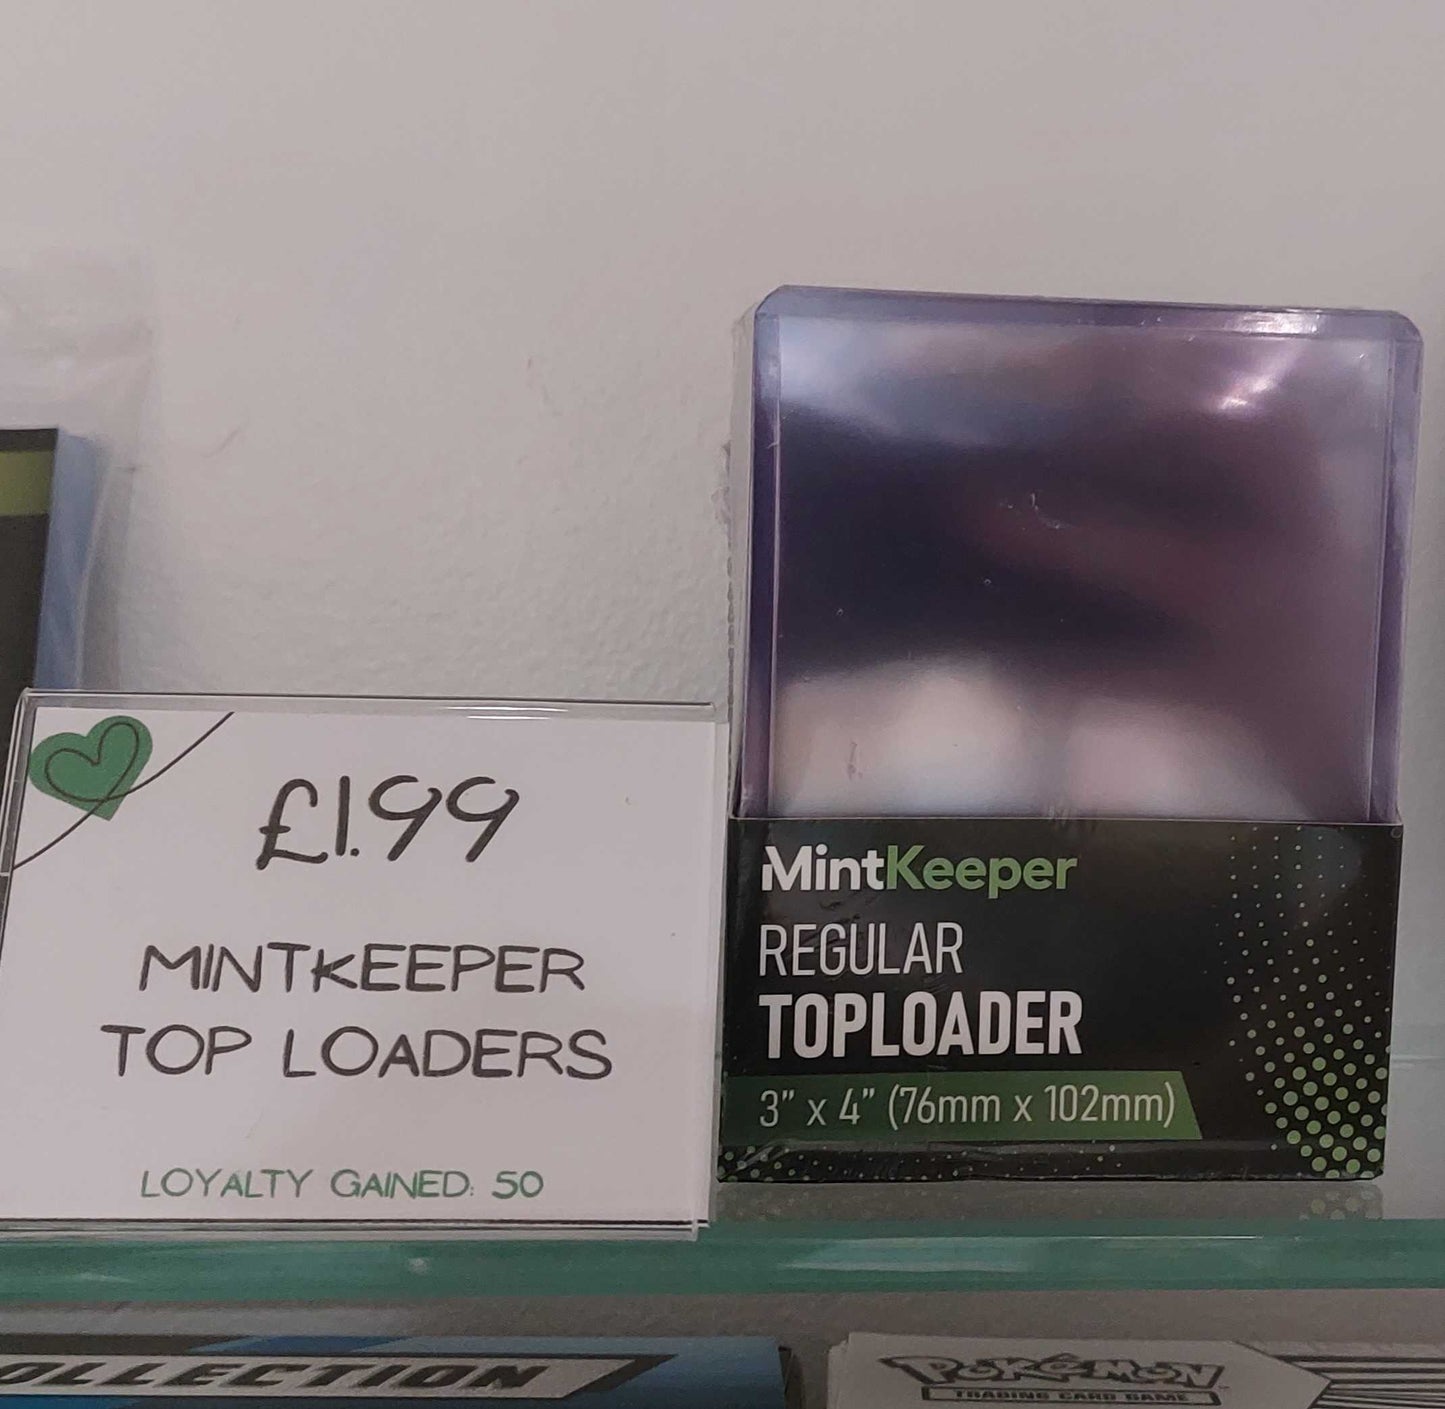 £1.99
MINTKEEPER
TOP LOADERS
LOYALTY GAINED: 50
MintKeeper
REGULAR
TOPLOADER
3" x 4" (76mm x 102mm)
OLLECTION
POKÉMON
TRADING CARD GAME